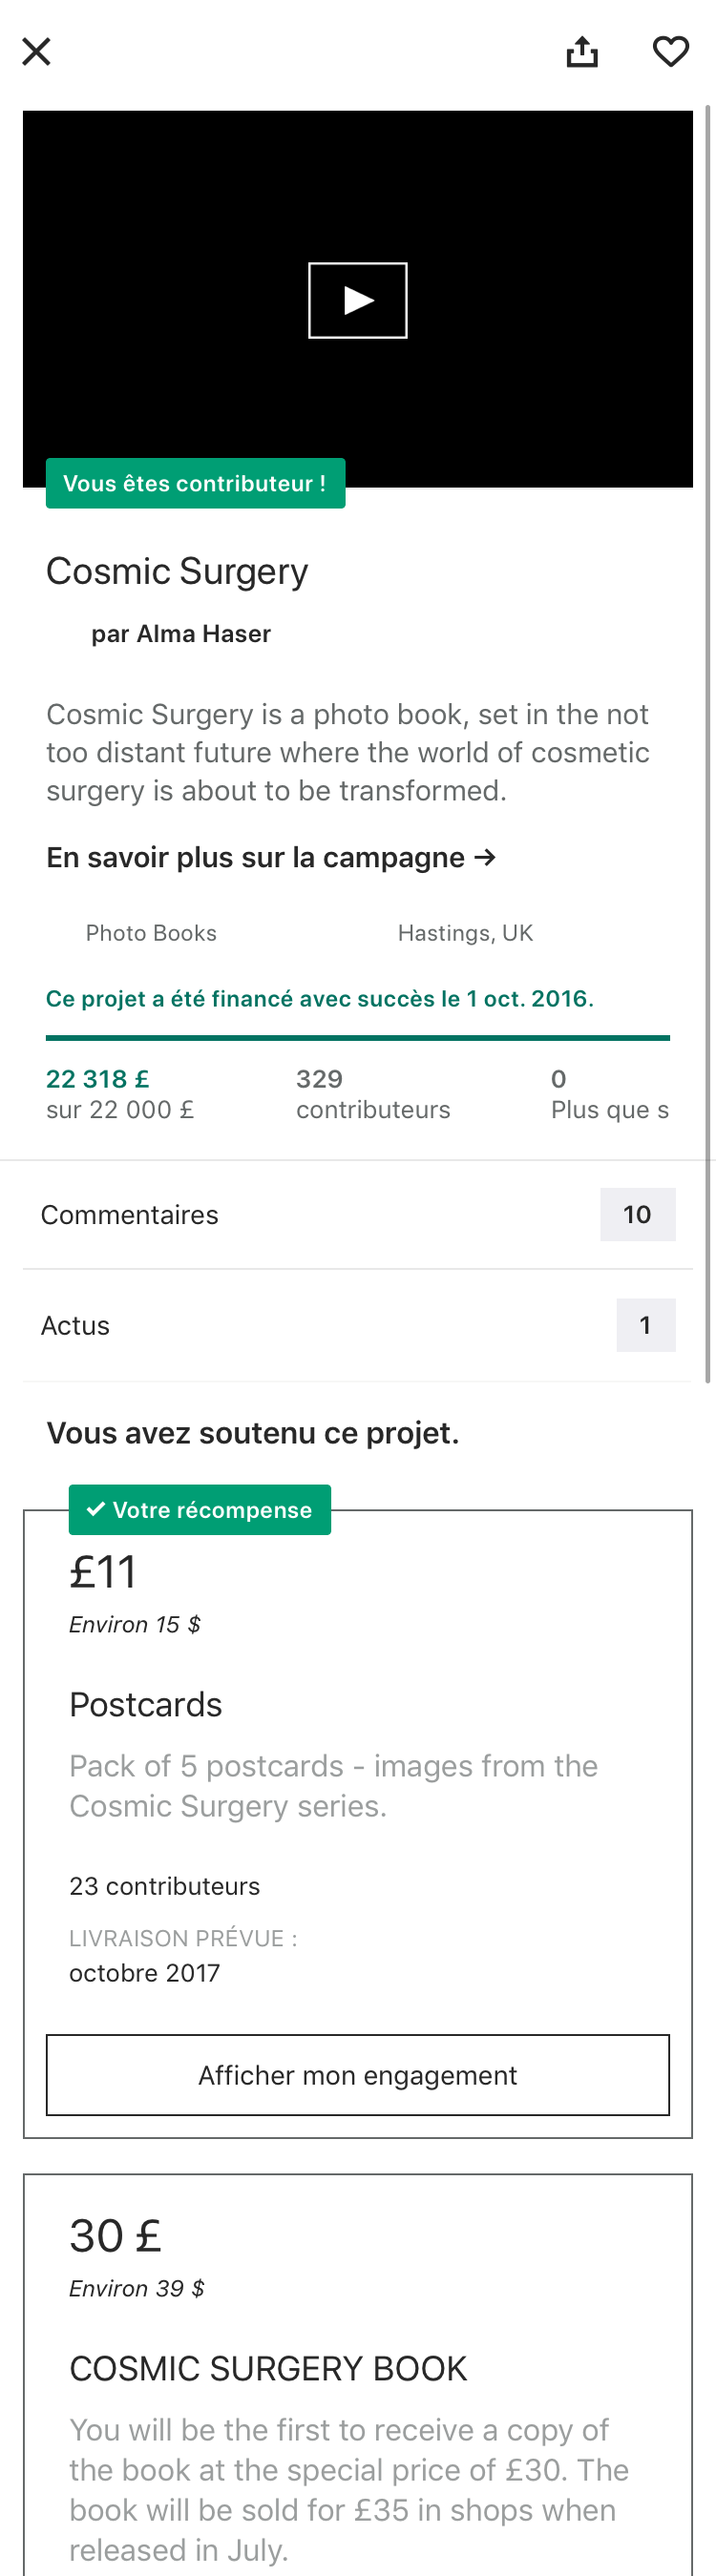 Vous êtes contributeur !
Cosmic Surgery
par Alma Haser
Cosmic Surgery is a photo book, set in the not
too distant future where the world of cosmetic
surgery is about to be transformed.
En savoir plus sur la campagne →
Photo Books
Hastings, UK
Ce projet a été financé avec succès le 1 oct. 2016.
22 318 £
sur 22 000 £
329
contributeurs
0
Plus que s
Commentaires
10
Actus
1
Vous avez soutenu ce projet.
✓ Votre récompense
£11
Environ 15 $
Postcards
Pack of 5 postcards - images from the
Cosmic Surgery series.
23 contributeurs
LIVRAISON PRÉVUE :
octobre 2017
Afficher mon engagement
30 £
Environ 39 $
COSMIC SURGERY BOOK
You will be the first to receive a copy of
the book at the special price of £30. The
book will be sold for £35 in shops when
released in July.